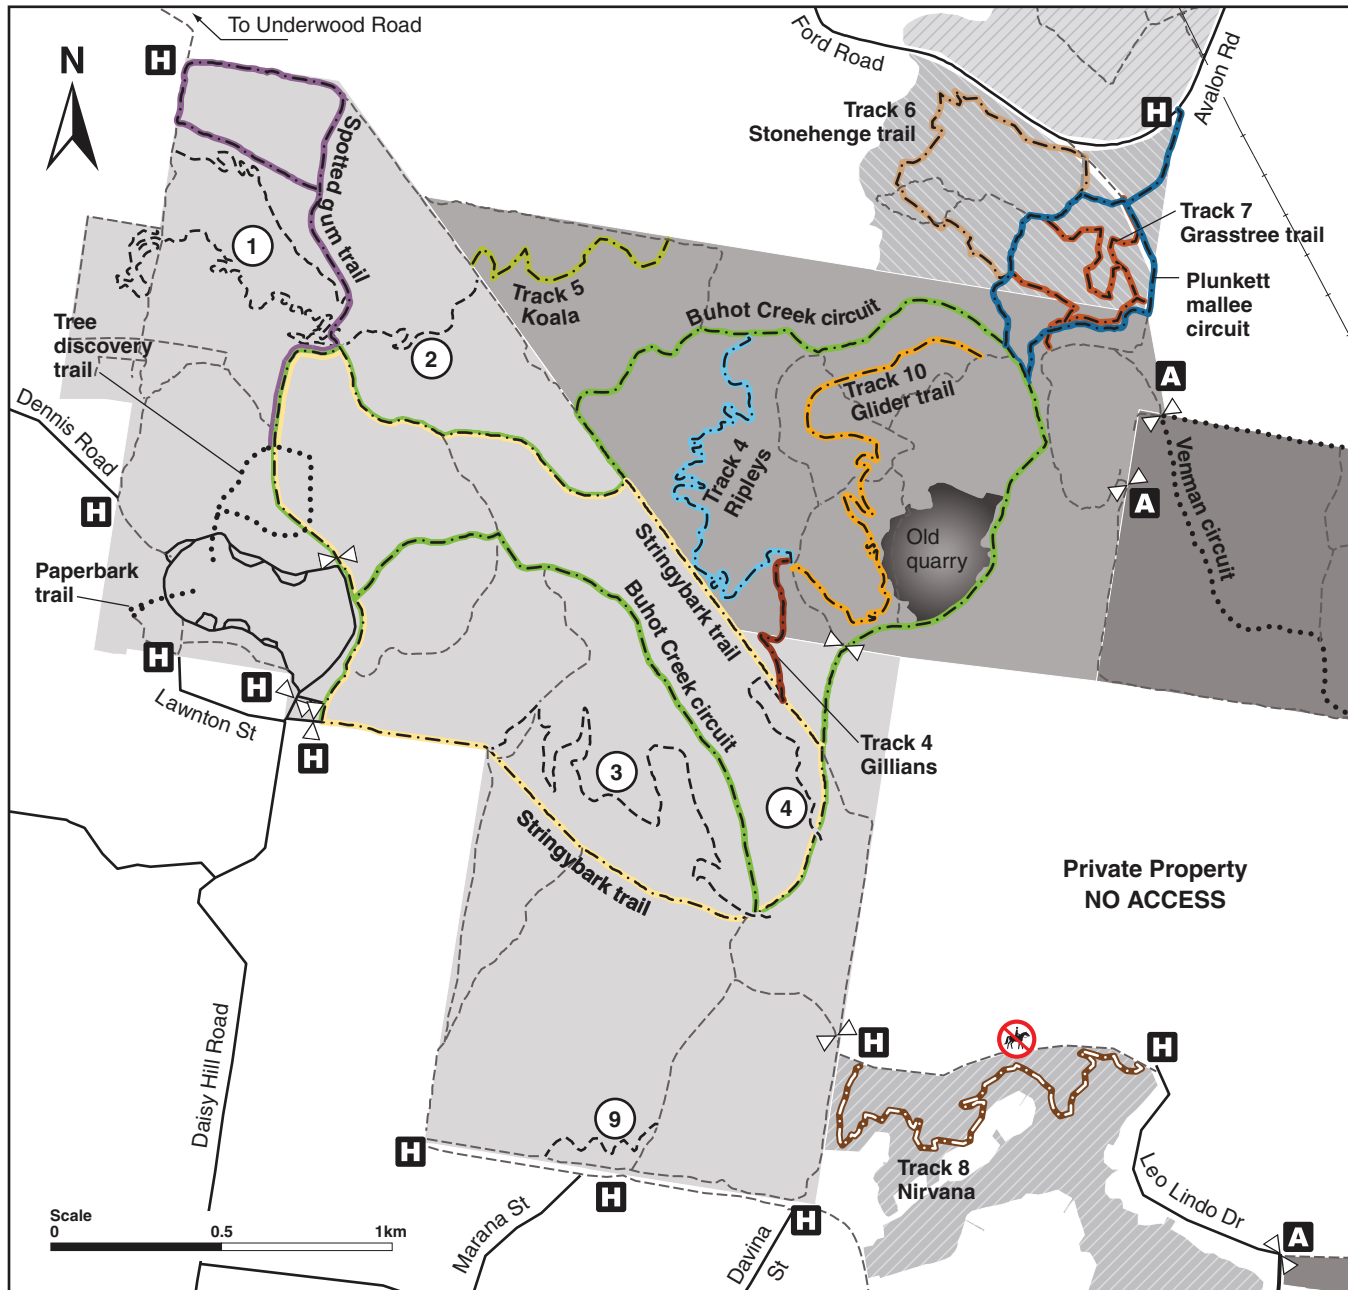 To Underwood Road
H
N
Ford Road
Avalon Rd
H
Track 6
Stonehenge trail
Spotted gum trail
1
Track 7
Grasstree trail
Plunkett
mallee
circuit
Track 5
Koala
Buhot Creek circuit
Tree
discovery
trail
2
Track 10
Glider trail
A
Dennis Road
H
Track 4
Ripleys
A
Venman circuit
Old
quarry
Stringybark trail
Paperbark
trail
Buhot Creek circuit
H
H
Lawnton St
H
Track 4
Gillians
3
4
Stringybark trail
Private Property
NO ACCESS
Daisy Hill Road
H
H
9
H
Track 8
Nirvana
H
Leo Lindo Dr
Marana St
Davina
St
H
A
Scale
0 0.5 1km